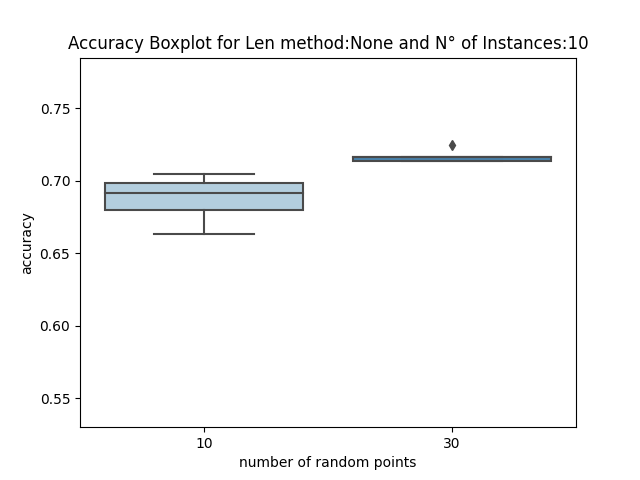 Accuracy Boxplot for Len method:None and N° of Instances:10
0.75
0.70
0.65
0.60
0.55
accuracy
10
30
number of random points